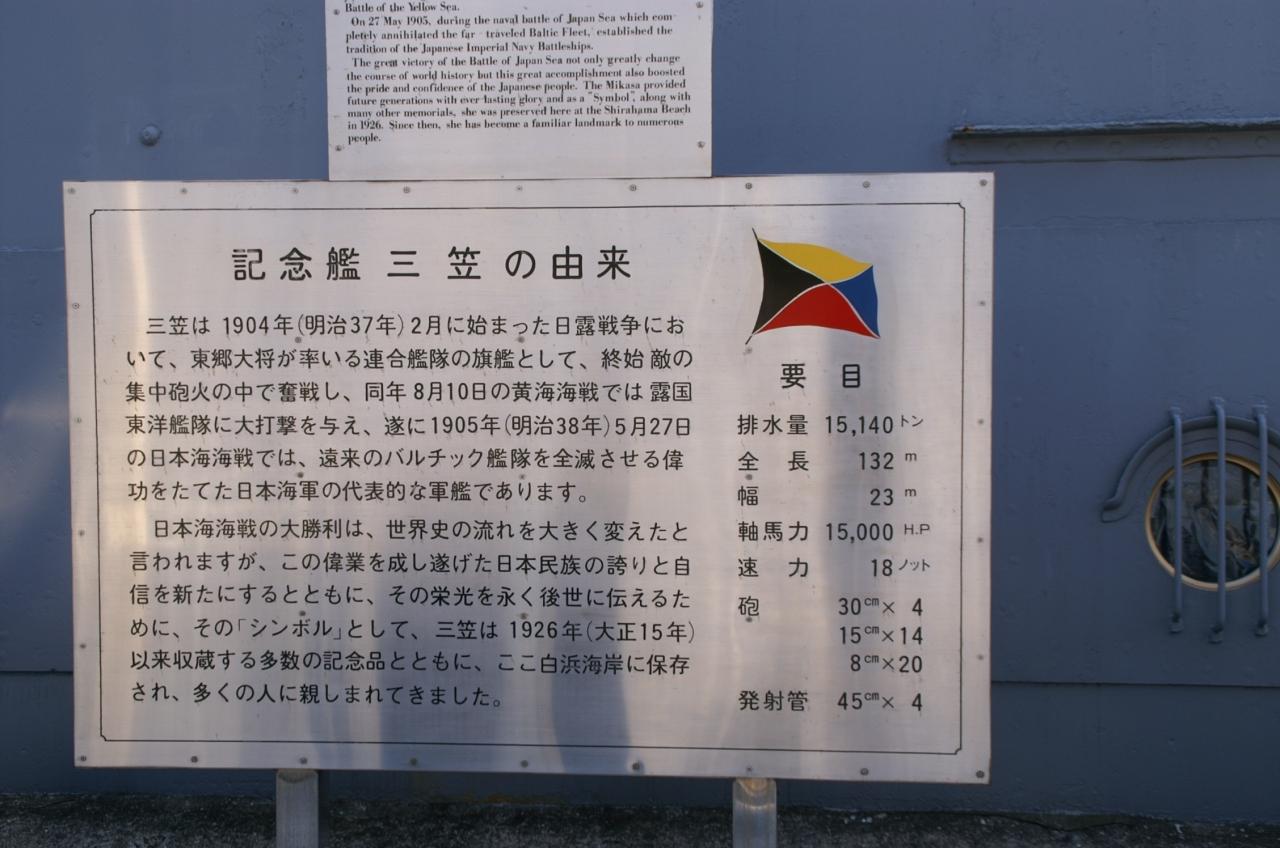 Battle of the Yellow Sea.
On 27 May 1905, during the naval battle of Japan Sea which com-
pletely annihilated the far-traveled Baltic Fleet, established the
tradition of the Japanese Imperial Navy Battleships.
The great victory of the Battle of Japan Sea not only greatly change
the course of world history but this great accomplishment also boosted
the pride and confidence of the Japanese people. The Mikasa provided
future generations with ever-lasting glory and as a "Symbol", along with
many other memorials, she was preserved here at the Shirahama Beach
in 1926. Since then, she has become a familiar landmark to numerous
people.
記念艦 三笠の由来
三笠は 1904年(明治37年)2月に始まった日露戦争にお
いて、東郷大将が率いる連合艦隊の旗艦として、終始敵の
集中砲火の中で奮戦し、同年8月10日の黄海海戦では露国
東洋艦隊に大打撃を与え、遂に1905年(明治38年)5月27日
の日本海海戦では、遠来のバルチック艦隊を全滅させる偉
功をたてた日本海軍の代表的な軍艦であります。
日本海海戦の大勝利は、世界史の流れを大きく変えたと
言われますが、この偉業を成し遂げた日本民族の誇りと自
信を新たにするとともに、その栄光を永く後世に伝えるた
めに、その「シンボル」として、三笠は 1926年(大正15年)
以来収蔵する多数の記念品とともに、ここ白浜海岸に保存
され、多くの人に親しまれてきました。
要 目
排水量 15,140トン
全 長 132 m
幅 23 m
軸馬力 15,000 H.P
速 力 18ノット
砲 30cm× 4
15cm×14
8cm×20
発射管 45cm× 4